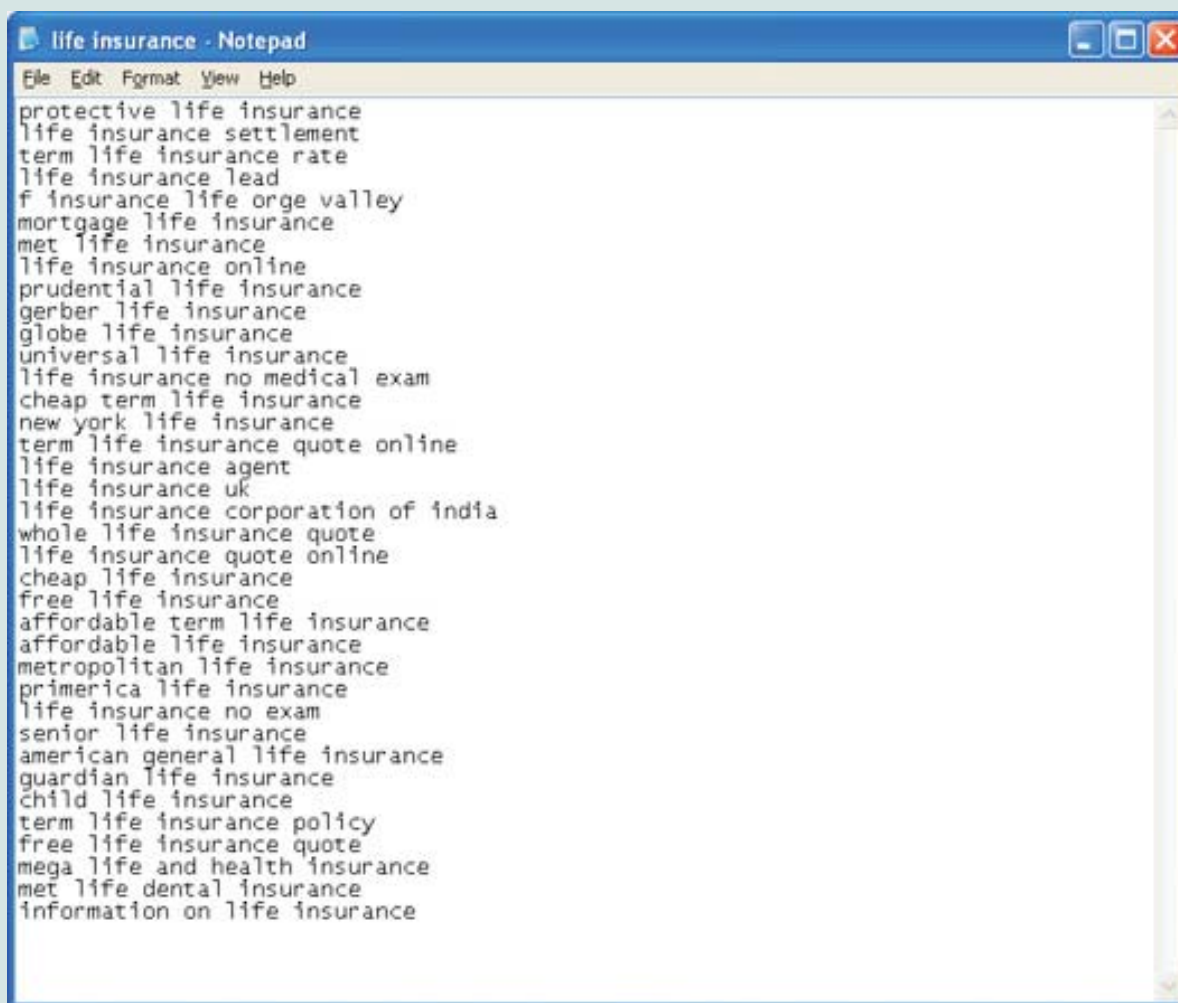 life insurance - Notepad
File Edit Format View Help
protective life insurance
life insurance settlement
term life insurance rate
life insurance lead
f insurance life orge valley
mortgage life insurance
met life insurance
life insurance online
prudential life insurance
gerber life insurance
globe life insurance
universal life insurance
life insurance no medical exam
cheap term life insurance
new york life insurance
term life insurance quote online
life insurance agent
life insurance uk
life insurance corporation of india
whole life insurance quote
life insurance quote online
cheap life insurance
free life insurance
affordable term life insurance
affordable life insurance
metropolitan life insurance
primerica life insurance
life insurance no exam
senior life insurance
american general life insurance
guardian life insurance
child life insurance
term life insurance policy
free life insurance quote
mega life and health insurance
met life dental insurance
information on life insurance